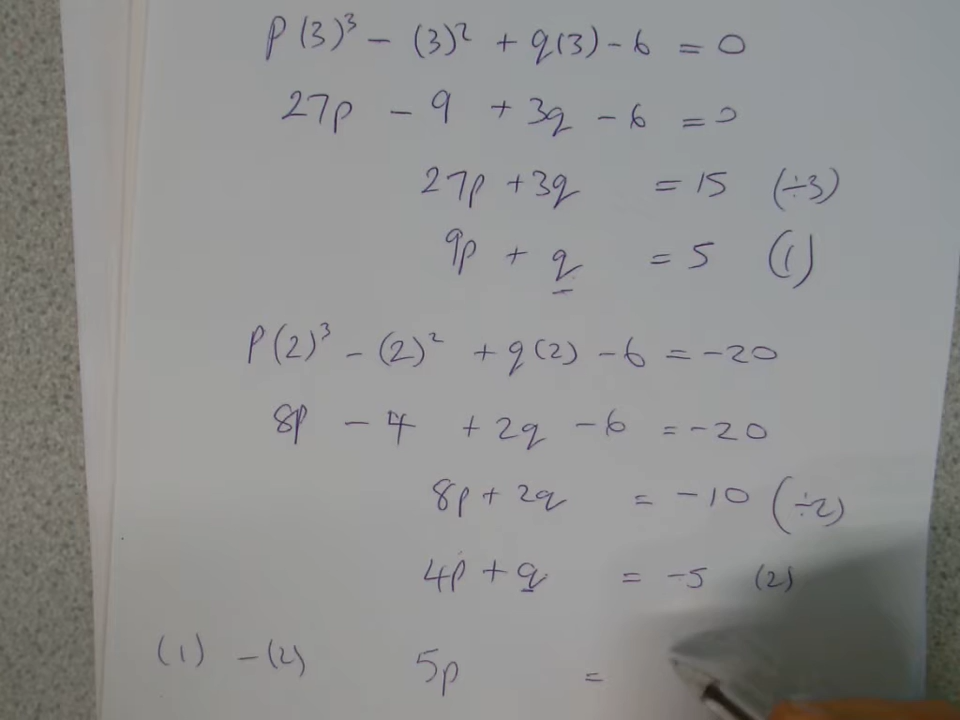 p(3)³ − (3)² + q(3) − 6 = 0
27p − 9 + 3q − 6 = 0
27p + 3q = 15 (÷3)
9p + q = 5 (1)
p(2)³ − (2)² + q(2) − 6 = −20
8p − 4 + 2q − 6 = −20
8p + 2q = −10 (÷2)
4p + q = −5 (2)
(1) − (2) 5p =